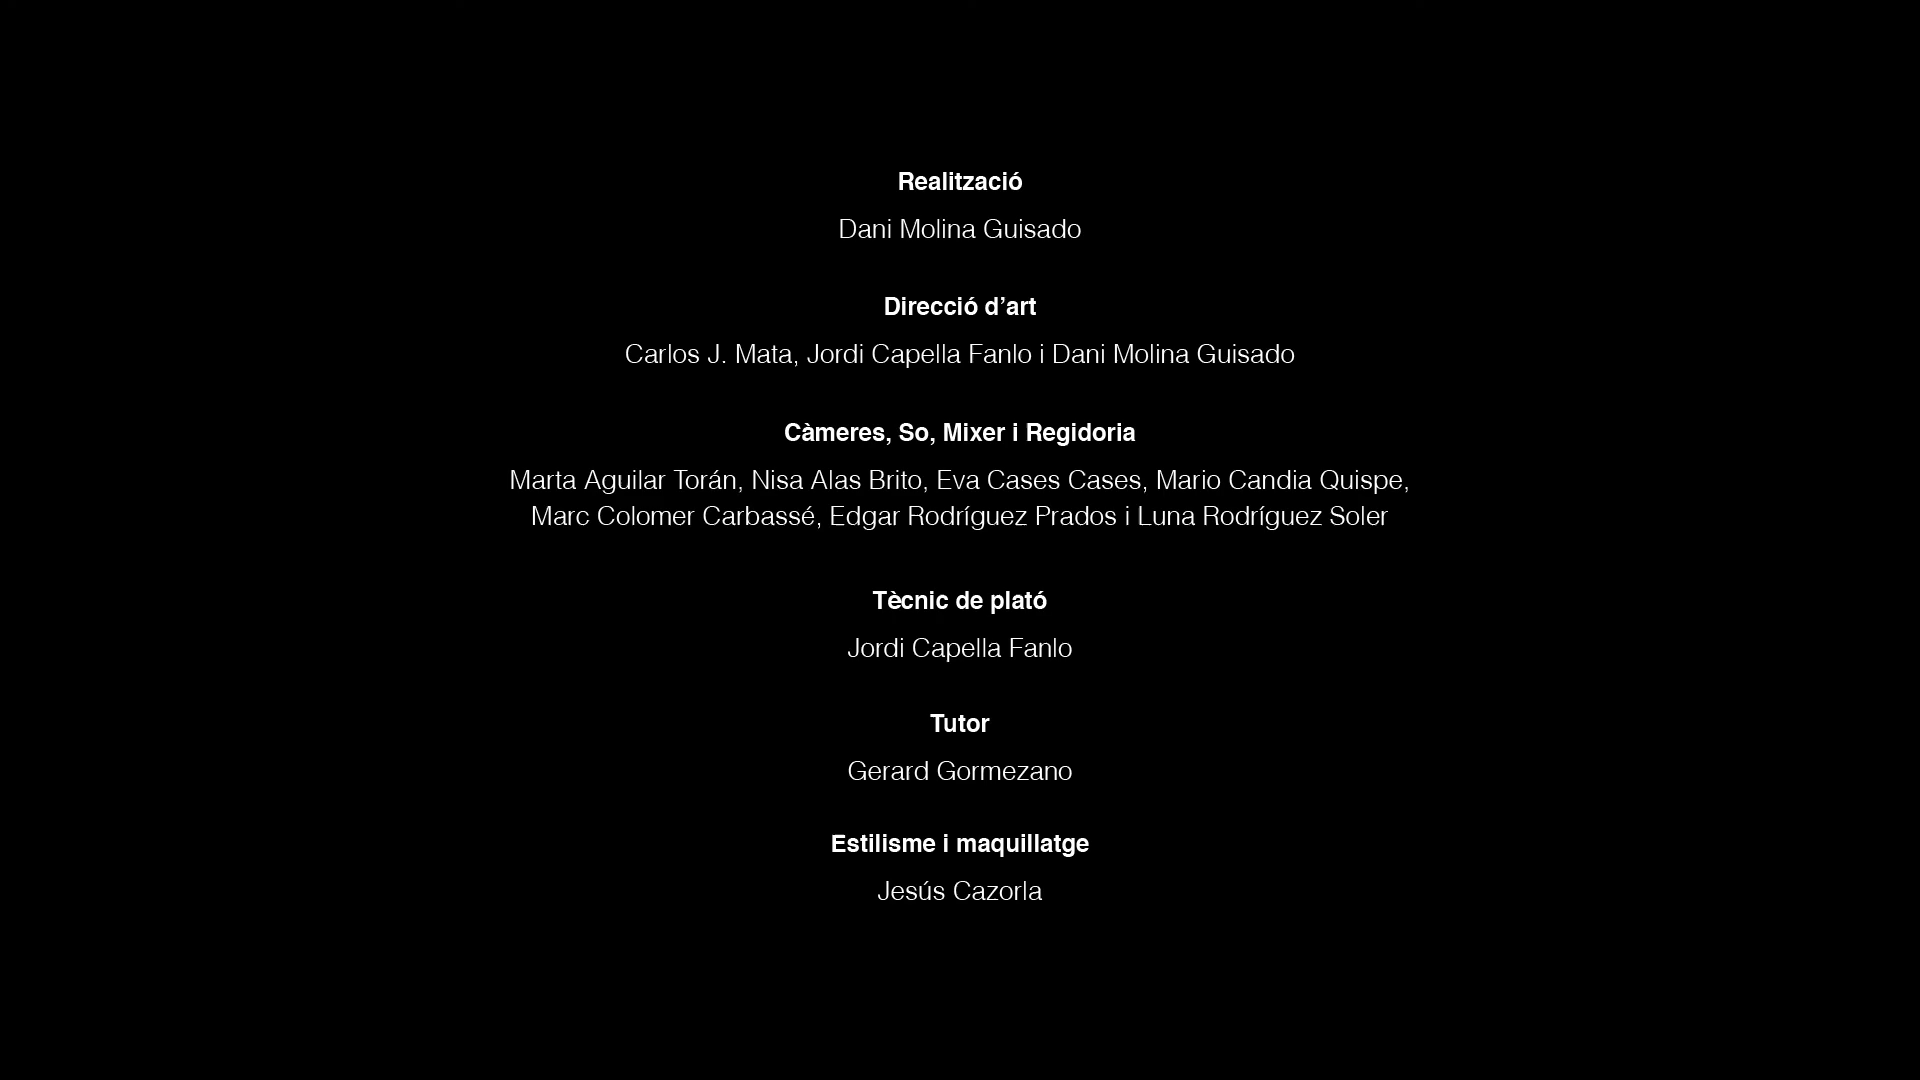 Realització
Dani Molina Guisado
Direcció d’art
Carlos J. Mata, Jordi Capella Fanlo i Dani Molina Guisado
Càmeres, So, Mixer i Regidoria
Marta Aguilar Torán, Nisa Alas Brito, Eva Cases Cases, Mario Candia Quispe,
Marc Colomer Carbassé, Edgar Rodríguez Prados i Luna Rodríguez Soler
Tècnic de plató
Jordi Capella Fanlo
Tutor
Gerard Gormezano
Estilisme i maquillatge
Jesús Cazorla